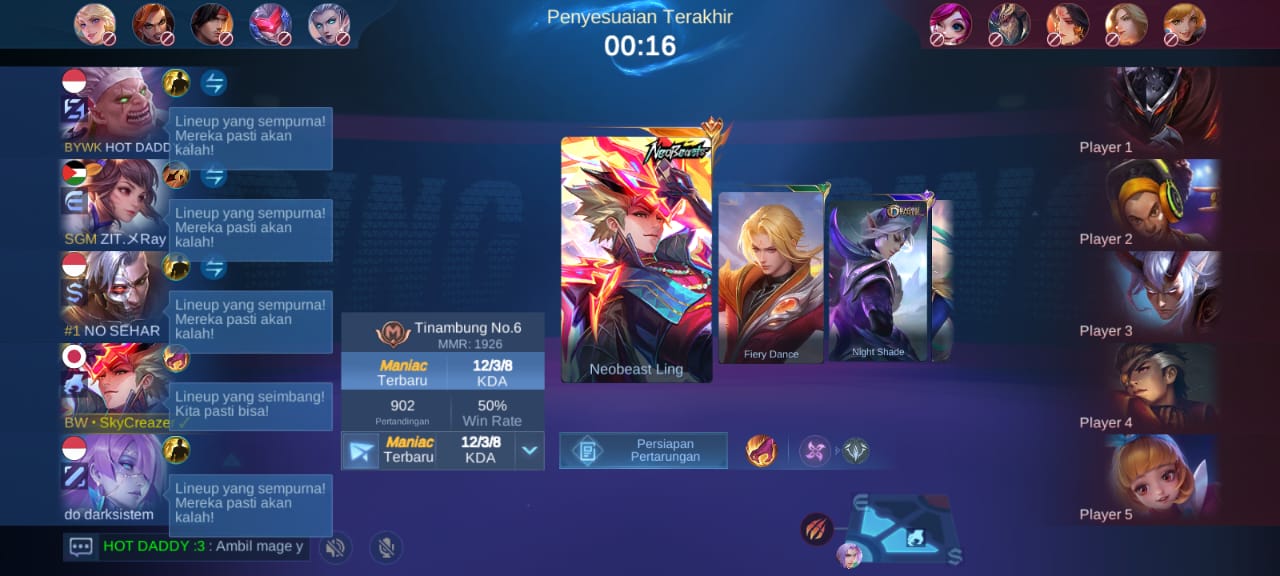 Penyesuaian Terakhir
00:16
BYWK HOT DADD
Lineup yang sempurna!
Mereka pasti akan
kalah!
SGM ZIT.メRay
Lineup yang sempurna!
Mereka pasti akan
kalah!
#1 NO SEHAR
Lineup yang sempurna!
Mereka pasti akan
kalah!
BW • SkyCreaze
Lineup yang seimbang!
Kita pasti bisa!
do darksistem
Lineup yang sempurna!
Mereka pasti akan
kalah!
HOT DADDY :3 : Ambil mage y
Tinambung No.6
MMR: 1926
Maniac 12/3/8
Terbaru KDA
902 50%
Pertandingan Win Rate
Maniac 12/3/8
Terbaru KDA
NeoBeasts
Neobeast Ling
Fiery Dance
Night Shade
Persiapan
Pertarungan
Player 1
Player 2
Player 3
Player 4
Player 5